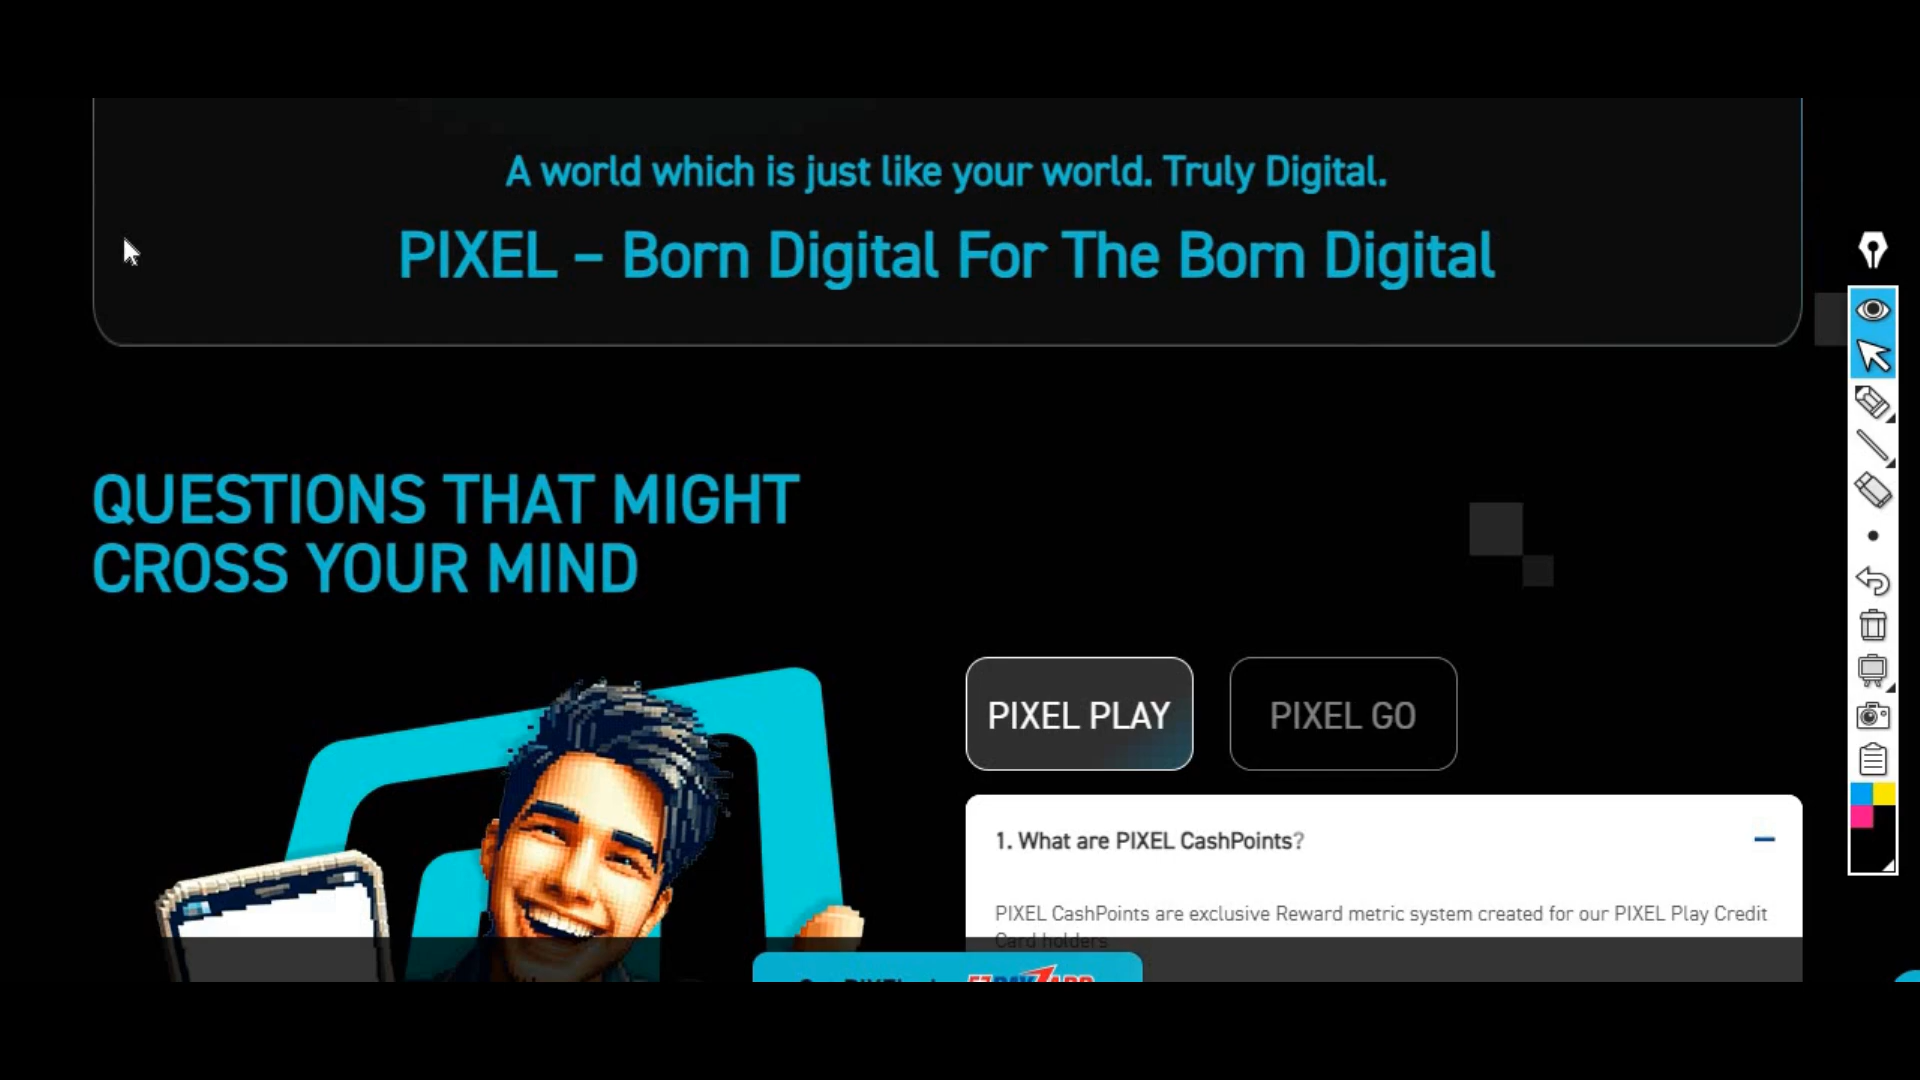 A world which is just like your world. Truly Digital.
PIXEL – Born Digital For The Born Digital
QUESTIONS THAT MIGHT
CROSS YOUR MIND
PIXEL PLAY
PIXEL GO
1. What are PIXEL CashPoints?
PIXEL CashPoints are exclusive Reward metric system created for our PIXEL Play Credit
Card holders